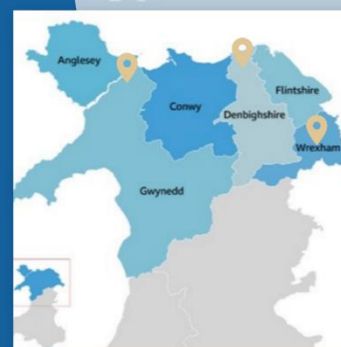 Anglesey
Flintshire
Conwy
Denbighshire
Wrexham
Gwynedd